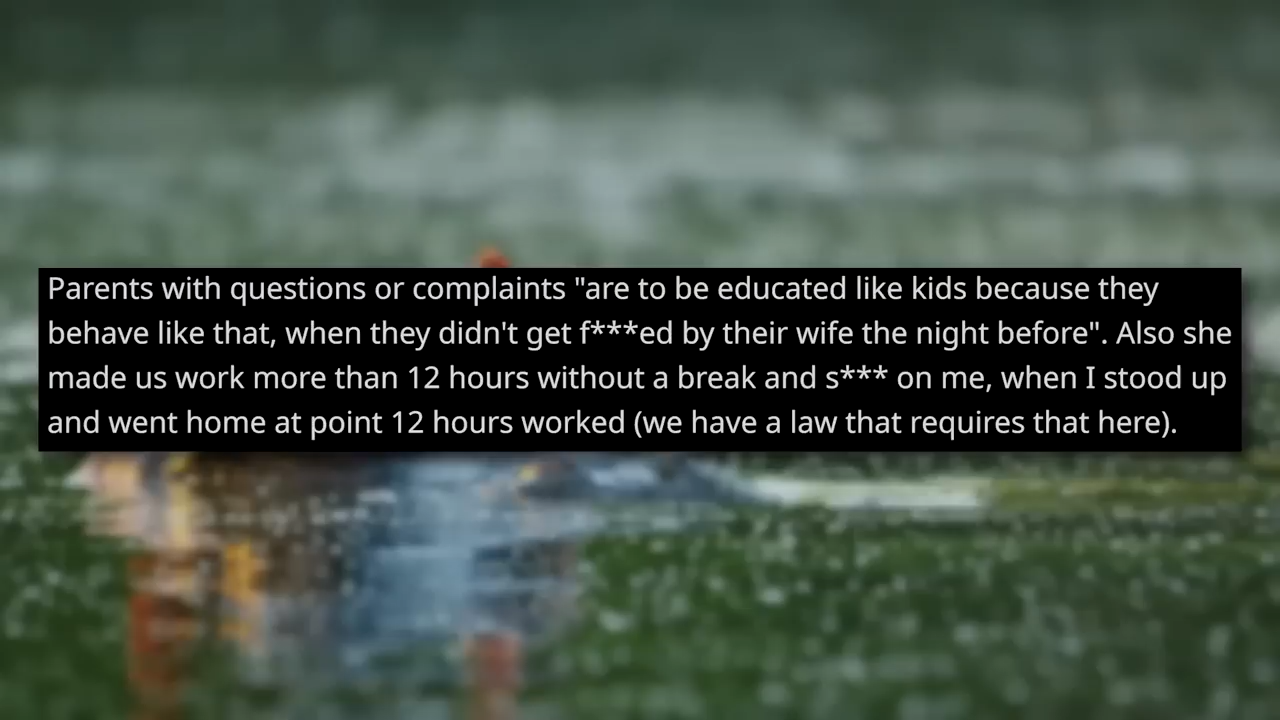 Parents with questions or complaints "are to be educated like kids because they
behave like that, when they didn't get f***ed by their wife the night before". Also she
made us work more than 12 hours without a break and s*** on me, when I stood up
and went home at point 12 hours worked (we have a law that requires that here).